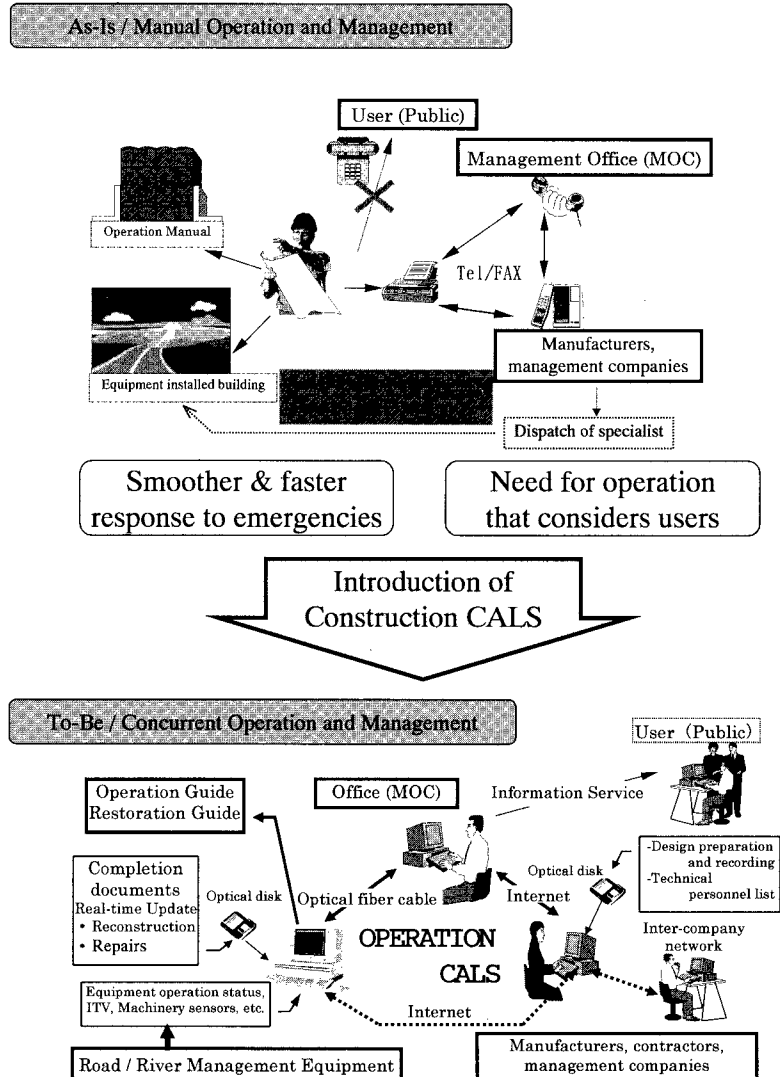 As-Is / Manual Operation and Management
User (Public)
Management Office (MOC)
Operation Manual
Tel/FAX
Equipment installed building
Manufacturers,
management companies
Dispatch of specialist
Smoother & faster
response to emergencies
Need for operation
that considers users
Introduction of
Construction CALS
To-Be / Concurrent Operation and Management
User (Public)
Operation Guide
Restoration Guide
Office (MOC)
Information Service
Completion
documents
Real-time Update
• Reconstruction
• Repairs
Optical disk
Optical fiber cable
Internet
Optical disk
-Design preparation
and recording
-Technical
personnel list
OPERATION
CALS
Inter-company
network
Equipment operation status,
ITV, Machinery sensors, etc.
Internet
Road / River Management Equipment
Manufacturers, contractors,
management companies